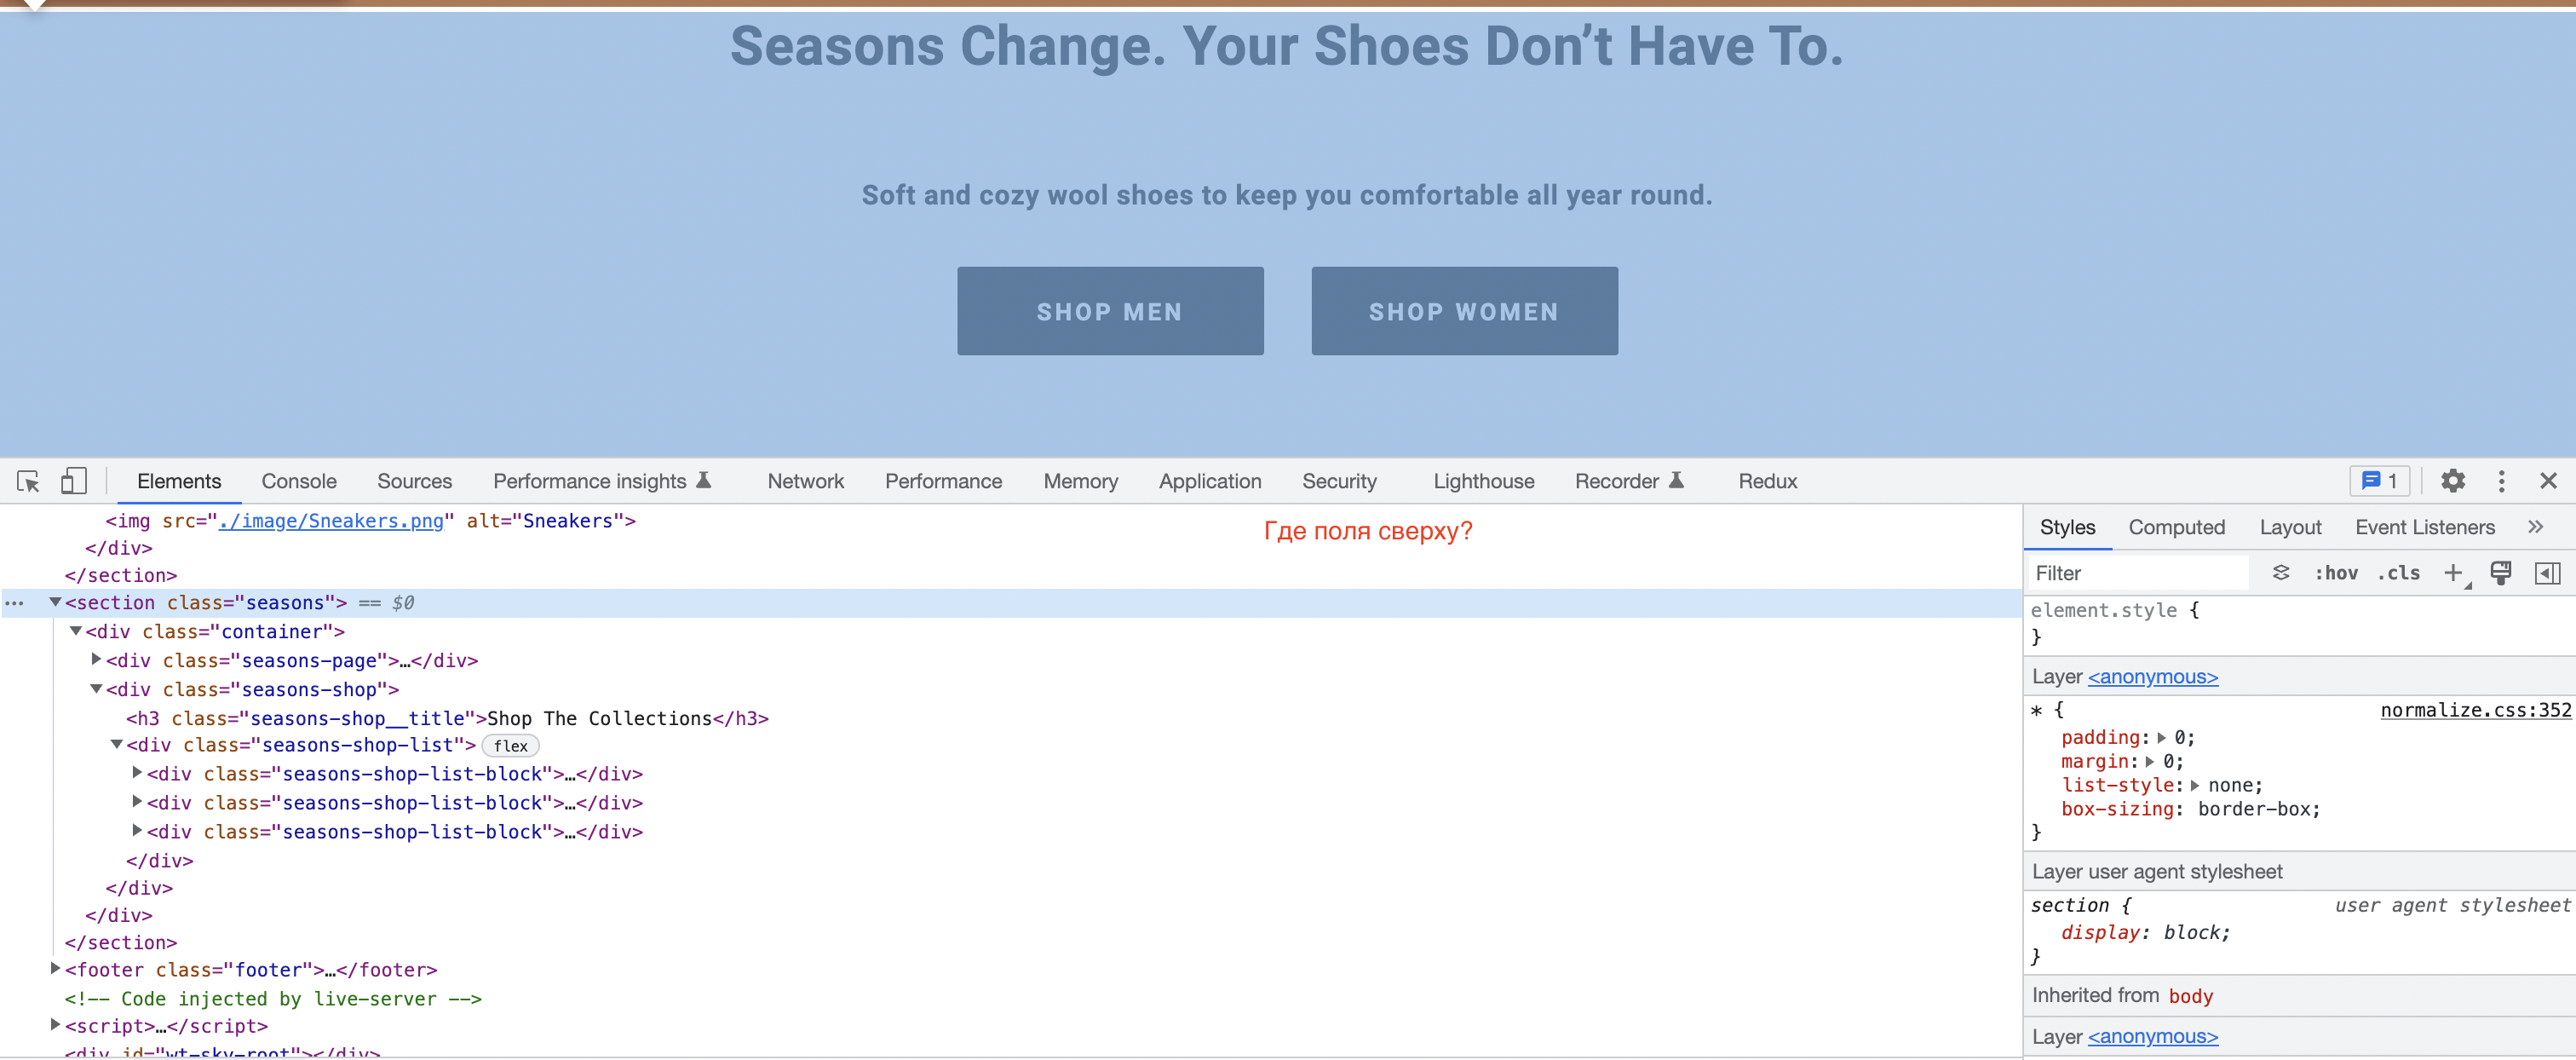 Seasons Change. Your Shoes Don’t Have To.
Soft and cozy wool shoes to keep you comfortable all year round.
SHOP MEN SHOP WOMEN
Elements Console Sources Performance insights Network Performance Memory Application Security Lighthouse Recorder Redux 1
<img src="./image/Sneakers.png" alt="Sneakers">
Где поля сверху?
</div>
</section>
<section class="seasons"> == $0
<div class="container">
<div class="seasons-page">…</div>
<div class="seasons-shop">
<h3 class="seasons-shop__title">Shop The Collections</h3>
<div class="seasons-shop-list"> flex
<div class="seasons-shop-list-block">…</div>
<div class="seasons-shop-list-block">…</div>
<div class="seasons-shop-list-block">…</div>
</div>
</div>
</div>
</section>
<footer class="footer">…</footer>
<!-- Code injected by live-server -->
<script>…</script>
<div id="wt-sky-root"></div>
Styles Computed Layout Event Listeners »
Filter :hov .cls +
element.style {
}
Layer <anonymous>
* { normalize.css:352
padding: 0;
margin: 0;
list-style: none;
box-sizing: border-box;
}
Layer user agent stylesheet
section { user agent stylesheet
display: block;
}
Inherited from body
Layer <anonymous>